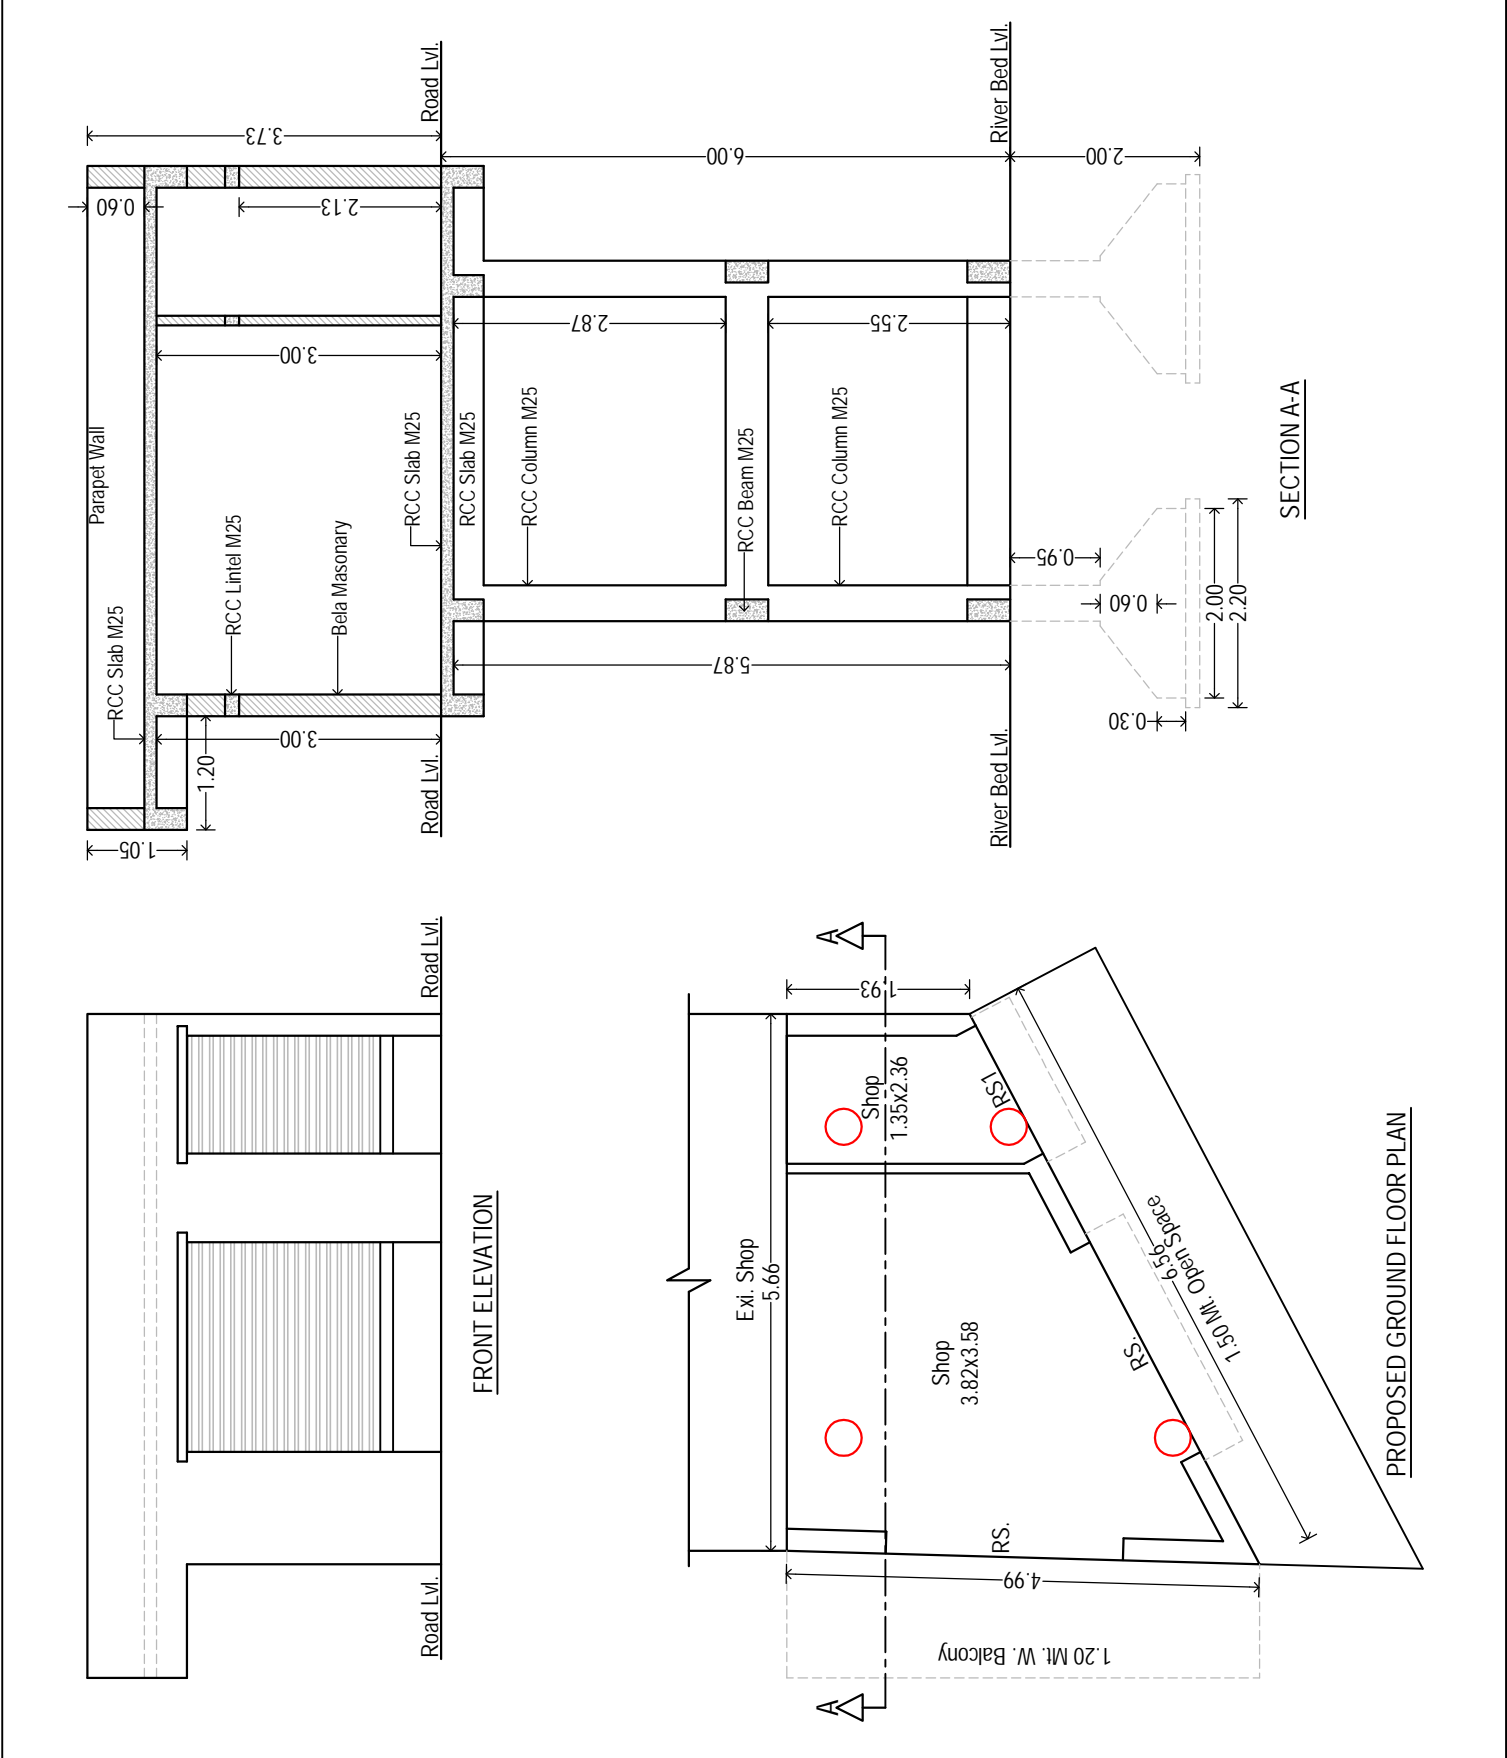 Road Lvl.
Road Lvl.
River Bed Lvl.
River Bed Lvl.
3.73
6.00
2.00
0.60
2.13
3.00
2.87
2.55
Parapet Wall
RCC Slab M25
RCC Lintel M25
Bela Masonary
RCC Slab M25
RCC Slab M25
RCC Column M25
RCC Beam M25
RCC Column M25
3.00
1.20
1.05
5.87
0.95
0.60
2.00
2.20
0.30
SECTION A-A
Road Lvl.
Road Lvl.
FRONT ELEVATION
A
A
1.93
Shop
1.35x2.36
RS1
Exi. Shop
5.66
Shop
3.82x3.58
RS.
RS.
6.56
1.50 Mt. Open Space
4.99
1.20 Mt. W. Balcony
PROPOSED GROUND FLOOR PLAN